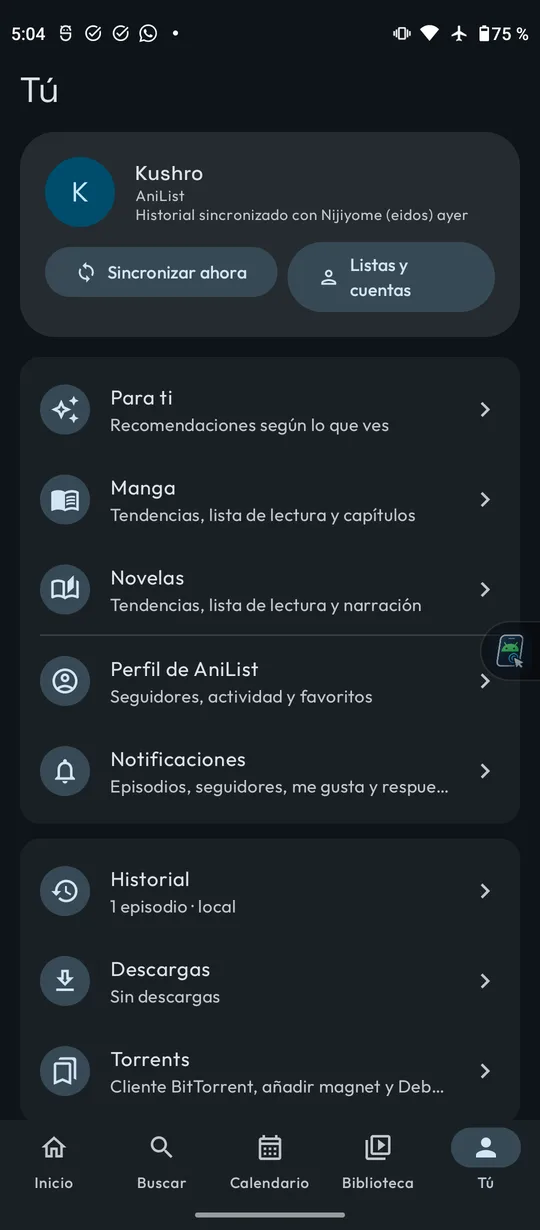 5:04
75 %
Tú
K
Kushro
AniList
Historial sincronizado con Nijiyome (eidos) ayer
Sincronizar ahora
Listas y
cuentas
Para ti
Recomendaciones según lo que ves
Manga
Tendencias, lista de lectura y capítulos
Novelas
Tendencias, lista de lectura y narración
Perfil de AniList
Seguidores, actividad y favoritos
Notificaciones
Episodios, seguidores, me gusta y respue…
Historial
1 episodio · local
Descargas
Sin descargas
Torrents
Cliente BitTorrent, añadir magnet y Deb…
Inicio
Buscar
Calendario
Biblioteca
Tú